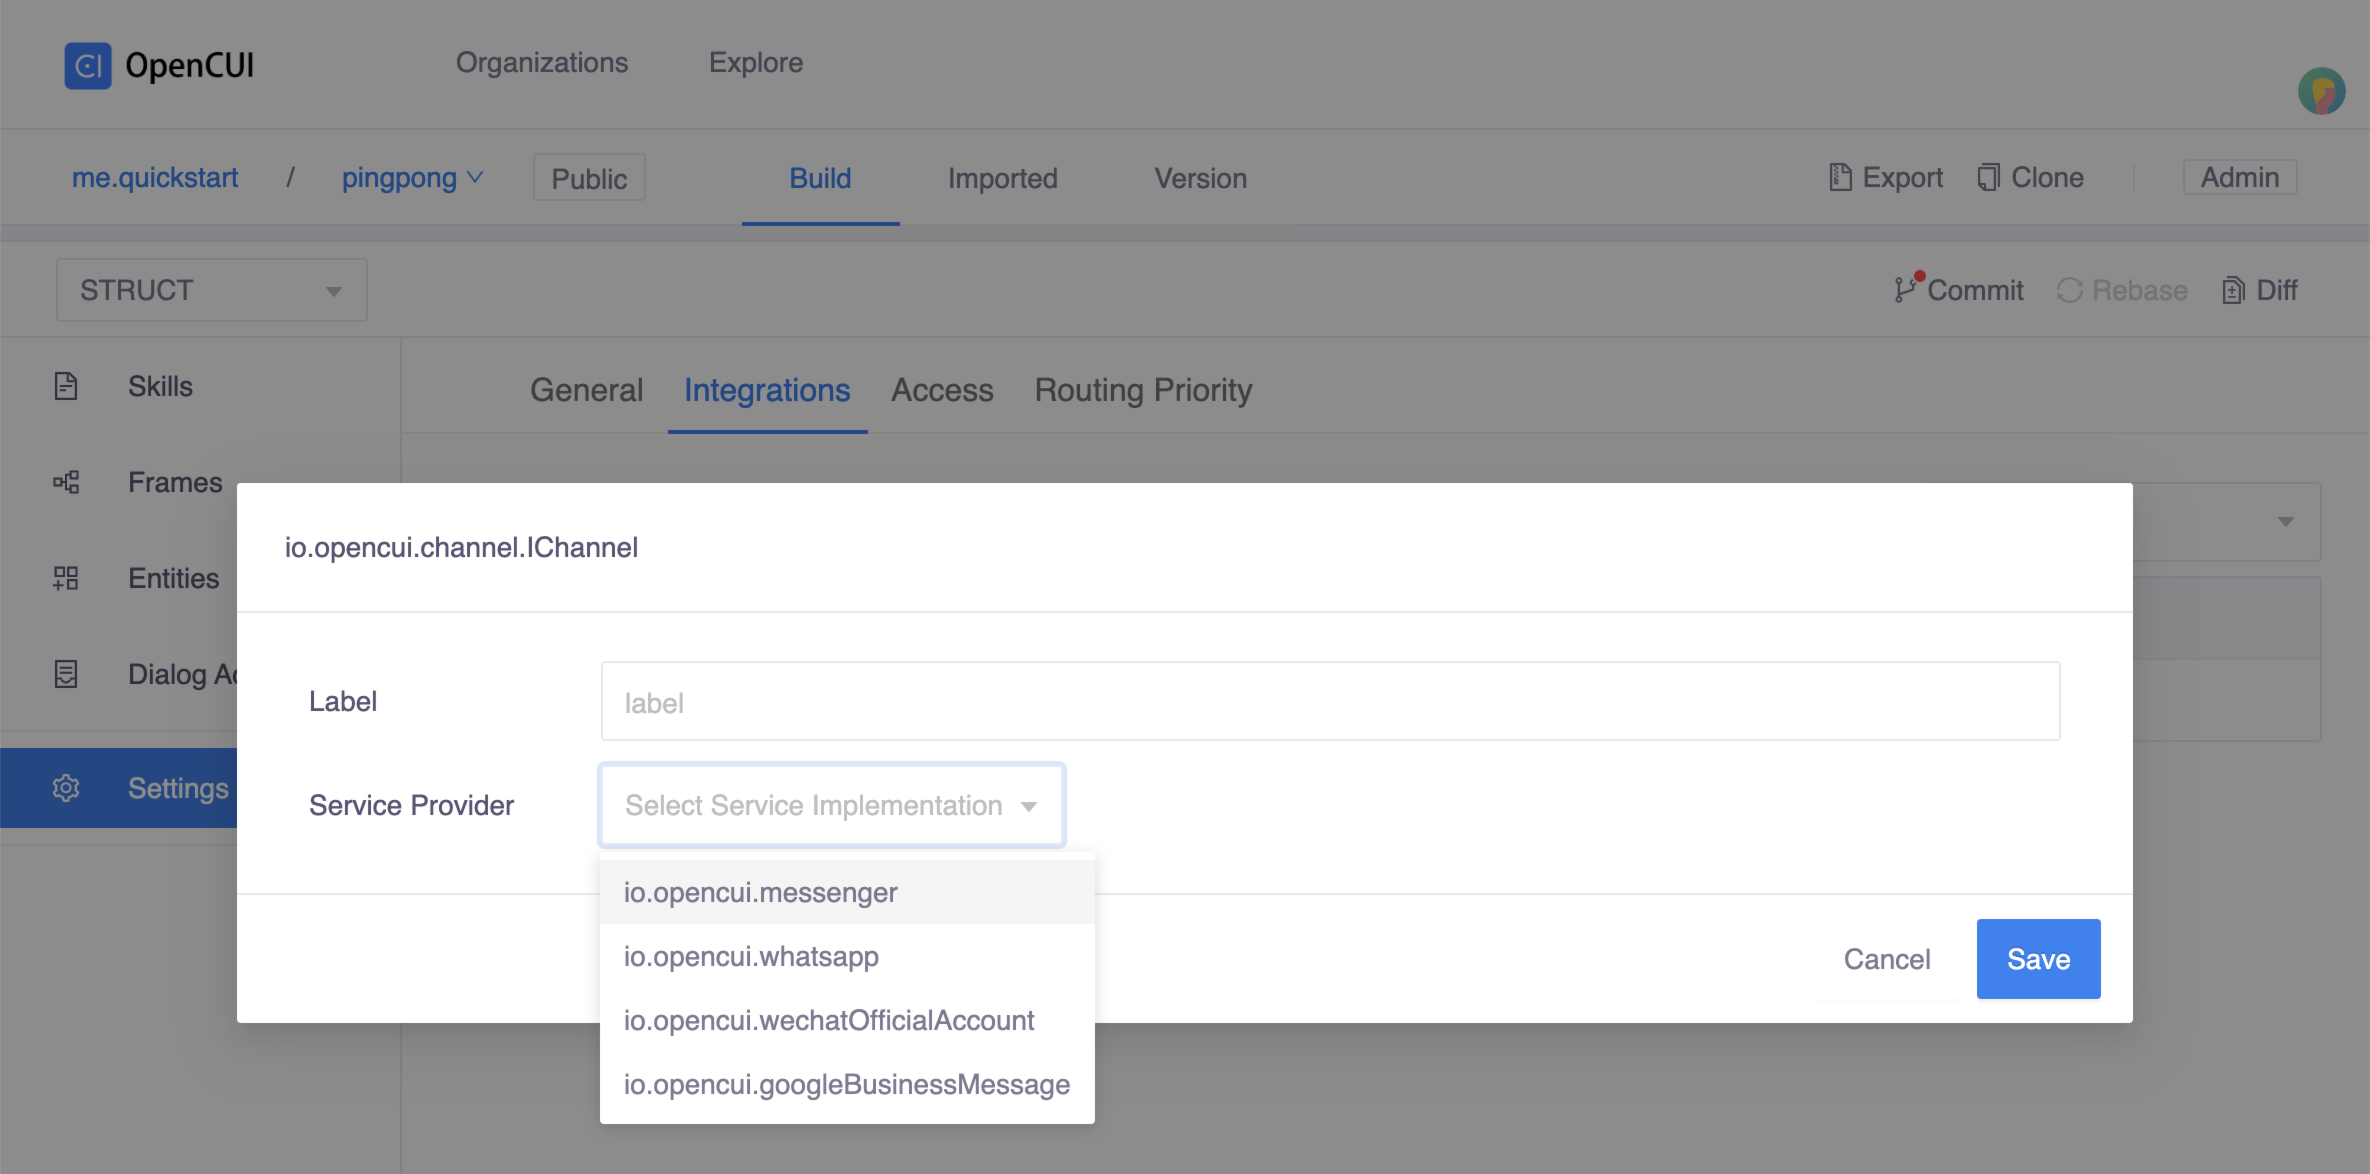 CI OpenCUI Organizations Explore
me.quickstart / pingpong Public Build Imported Version Export Clone Admin
STRUCT Commit Rebase Diff
Skills
General Integrations Access Routing Priority
Frames
io.opencui.channel.IChannel
Entities
Dialog Ac
Label label
Settings
Service Provider Select Service Implementation
io.opencui.messenger
io.opencui.whatsapp
Cancel Save
io.opencui.wechatOfficialAccount
io.opencui.googleBusinessMessage